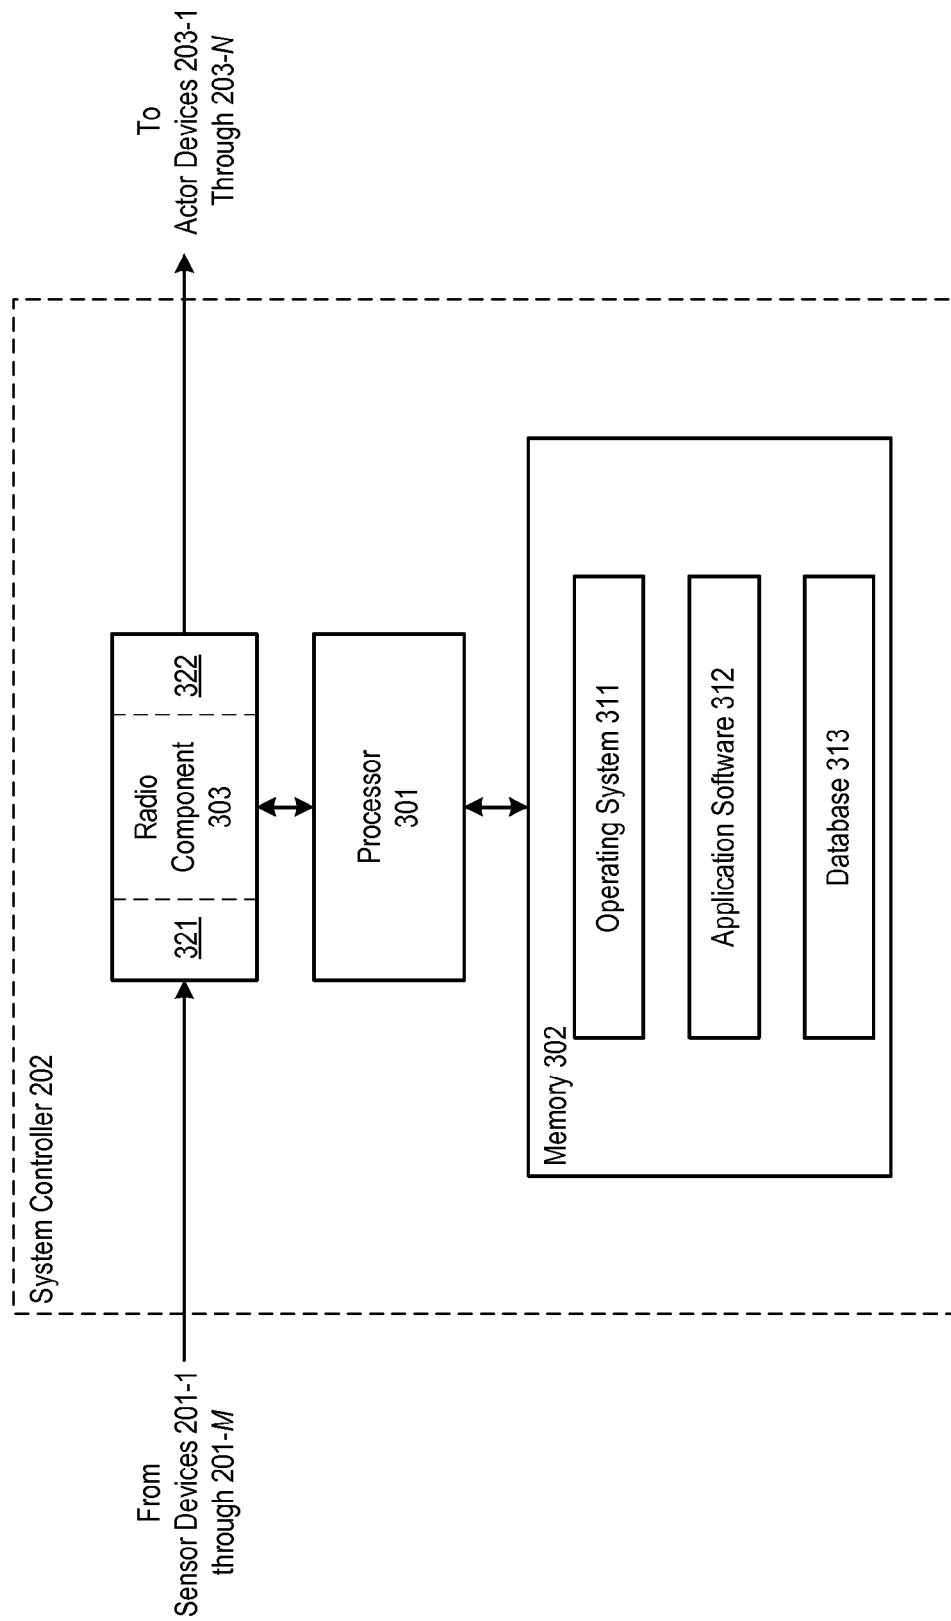 System Controller 202
From
Sensor Devices 201-1
through 201-M
321
Radio
Component
303
322
To
Actor Devices 203-1
Through 203-N
Processor
301
Memory 302
Operating System 311
Application Software 312
Database 313